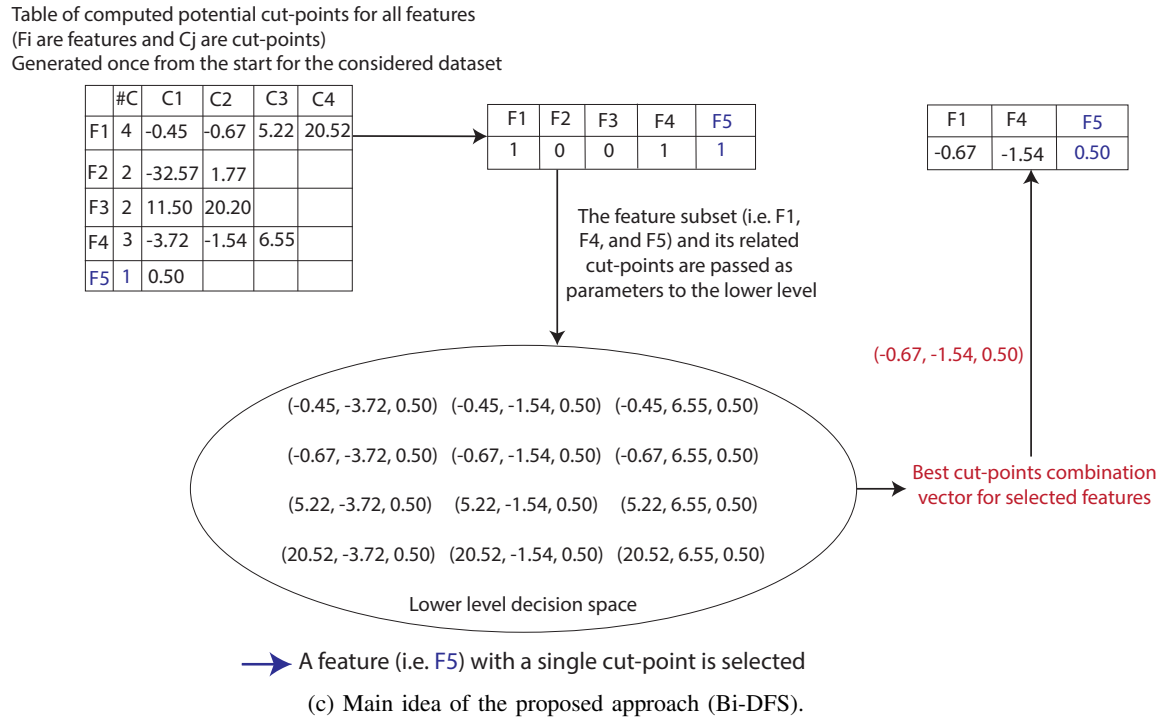 Table of computed potential cut-points for all features
(Fi are features and Cj are cut-points)
Generated once from the start for the considered dataset
#C C1 C2 C3 C4
F1 4 -0.45 -0.67 5.22 20.52
F2 2 -32.57 1.77
F3 2 11.50 20.20
F4 3 -3.72 -1.54 6.55
F5 1 0.50
F1 F2 F3 F4 F5
1 0 0 1 1
F1 F4 F5
-0.67 -1.54 0.50
The feature subset (i.e. F1,
F4, and F5) and its related
cut-points are passed as
parameters to the lower level
(-0.67, -1.54, 0.50)
(-0.45, -3.72, 0.50) (-0.45, -1.54, 0.50) (-0.45, 6.55, 0.50)
(-0.67, -3.72, 0.50) (-0.67, -1.54, 0.50) (-0.67, 6.55, 0.50)
(5.22, -3.72, 0.50) (5.22, -1.54, 0.50) (5.22, 6.55, 0.50)
(20.52, -3.72, 0.50) (20.52, -1.54, 0.50) (20.52, 6.55, 0.50)
Lower level decision space
Best cut-points combination
vector for selected features
A feature (i.e. F5) with a single cut-point is selected
(c) Main idea of the proposed approach (Bi-DFS).